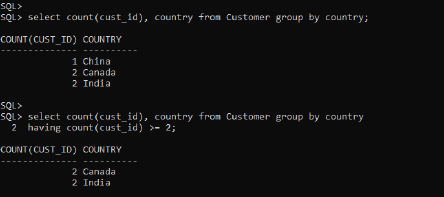 SQL>
SQL> select count(cust_id), country from Customer group by country;
COUNT(CUST_ID) COUNTRY
-------------- ----------
1 China
2 Canada
2 India
SQL>
SQL> select count(cust_id), country from Customer group by country
2 having count(cust_id) >= 2;
COUNT(CUST_ID) COUNTRY
-------------- ----------
2 Canada
2 India